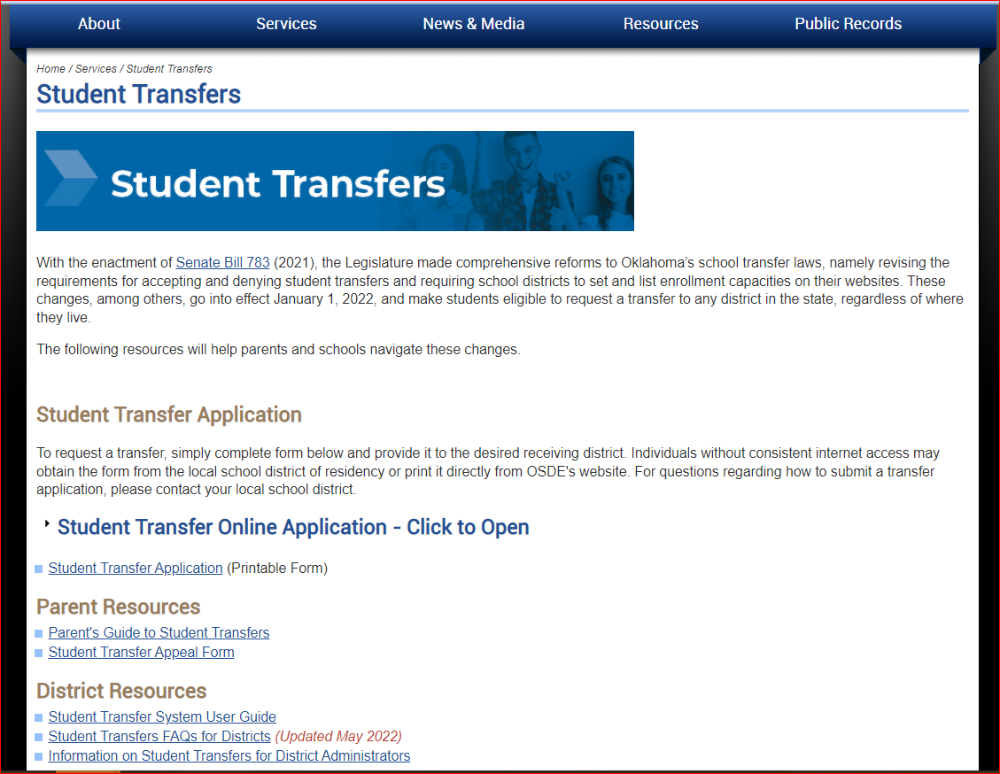 About Services News & Media Resources Public Records
Home / Services / Student Transfers
Student Transfers
Student Transfers
With the enactment of Senate Bill 783 (2021), the Legislature made comprehensive reforms to Oklahoma's school transfer laws, namely revising the
requirements for accepting and denying student transfers and requiring school districts to set and list enrollment capacities on their websites. These
changes, among others, go into effect January 1, 2022, and make students eligible to request a transfer to any district in the state, regardless of where
they live.
The following resources will help parents and schools navigate these changes.
Student Transfer Application
To request a transfer, simply complete form below and provide it to the desired receiving district. Individuals without consistent internet access may
obtain the form from the local school district of residency or print it directly from OSDE's website. For questions regarding how to submit a transfer
application, please contact your local school district.
Student Transfer Online Application - Click to Open
Student Transfer Application (Printable Form)
Parent Resources
Parent's Guide to Student Transfers
Student Transfer Appeal Form
District Resources
Student Transfer System User Guide
Student Transfers FAQs for Districts (Updated May 2022)
Information on Student Transfers for District Administrators